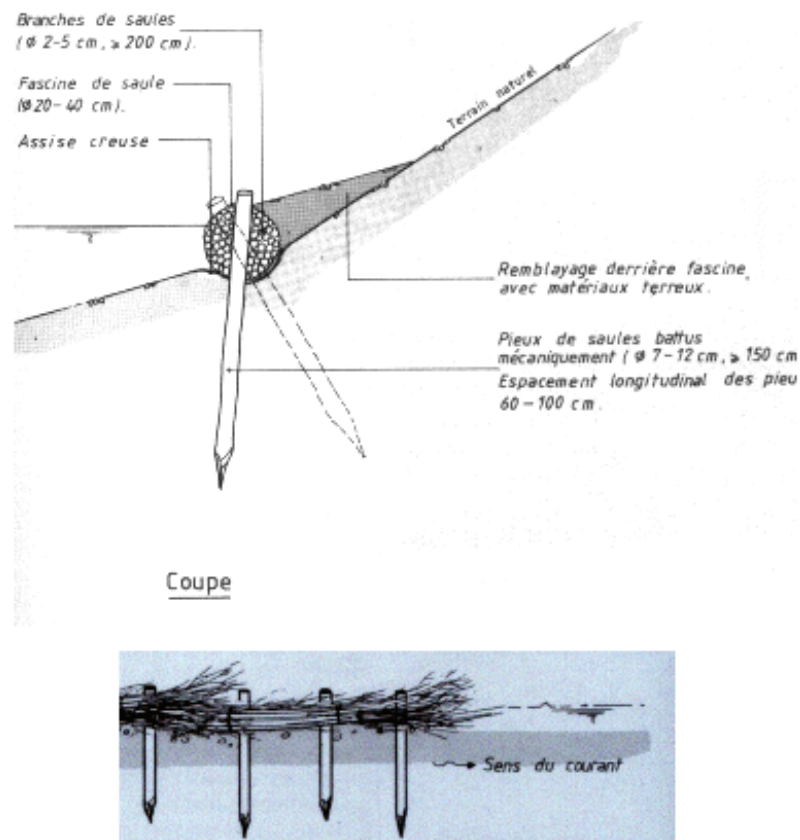 Branches de saules
(ø 2-5 cm, ⩾ 200 cm).
Fascine de saule
(ø20-40 cm).
Assise creuse
Terrain naturel
Remblayage derrière fascine,
avec matériaux terreux.
Pieux de saules battus
mécaniquement (ø 7-12 cm, ⩾ 150 cm
Espacement longitudinal des pieu
60-100 cm.
Coupe
Sens du courant